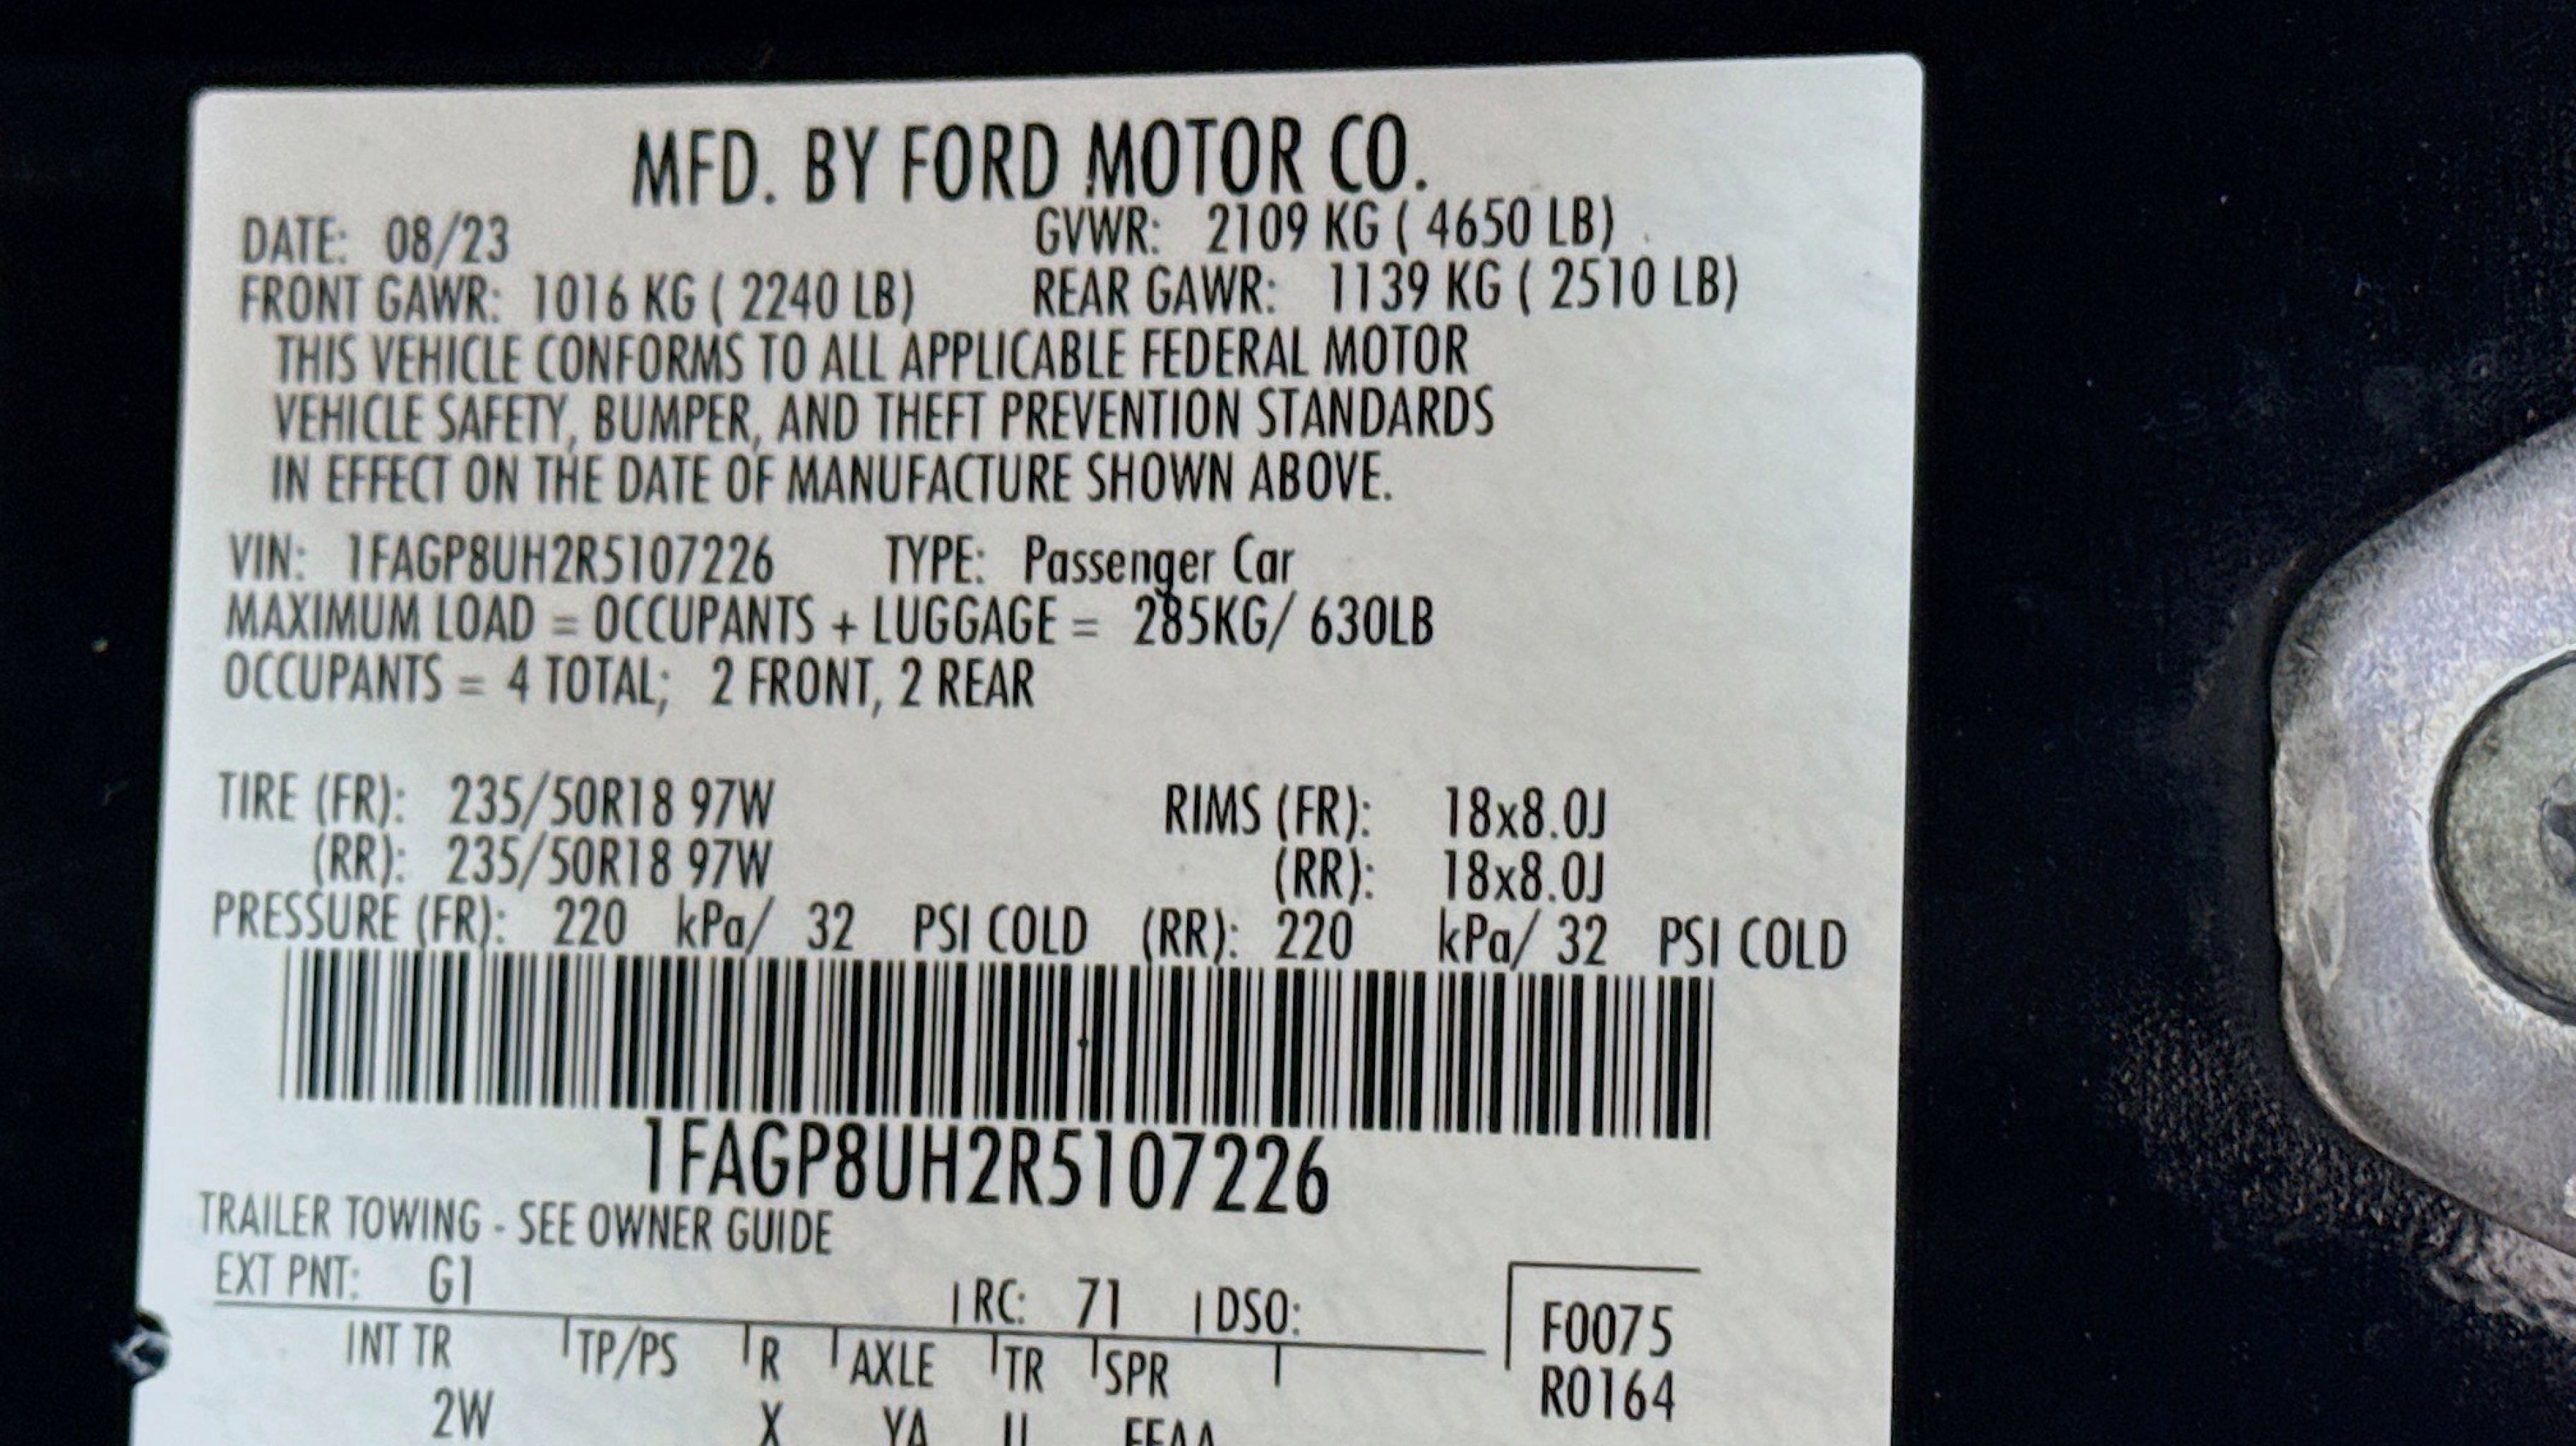 MFD. BY FORD MOTOR CO.
DATE: 08/23 GVWR: 2109 KG ( 4650 LB)
FRONT GAWR: 1016 KG ( 2240 LB) REAR GAWR: 1139 KG ( 2510 LB)
THIS VEHICLE CONFORMS TO ALL APPLICABLE FEDERAL MOTOR
VEHICLE SAFETY, BUMPER, AND THEFT PREVENTION STANDARDS
IN EFFECT ON THE DATE OF MANUFACTURE SHOWN ABOVE.
VIN: 1FAGP8UH2R5107226 TYPE: Passenger Car
MAXIMUM LOAD = OCCUPANTS + LUGGAGE = 285KG/ 630LB
OCCUPANTS = 4 TOTAL; 2 FRONT, 2 REAR
TIRE (FR): 235/50R18 97W RIMS (FR): 18x8.0J
(RR): 235/50R18 97W (RR): 18x8.0J
PRESSURE (FR): 220 kPa/ 32 PSI COLD (RR): 220 kPa/ 32 PSI COLD
1FAGP8UH2R5107226
TRAILER TOWING - SEE OWNER GUIDE
EXT PNT: G1 RC: 71 DSO:
INT TR TP/PS R AXLE TR SPR
F0075
R0164
2W X YA U